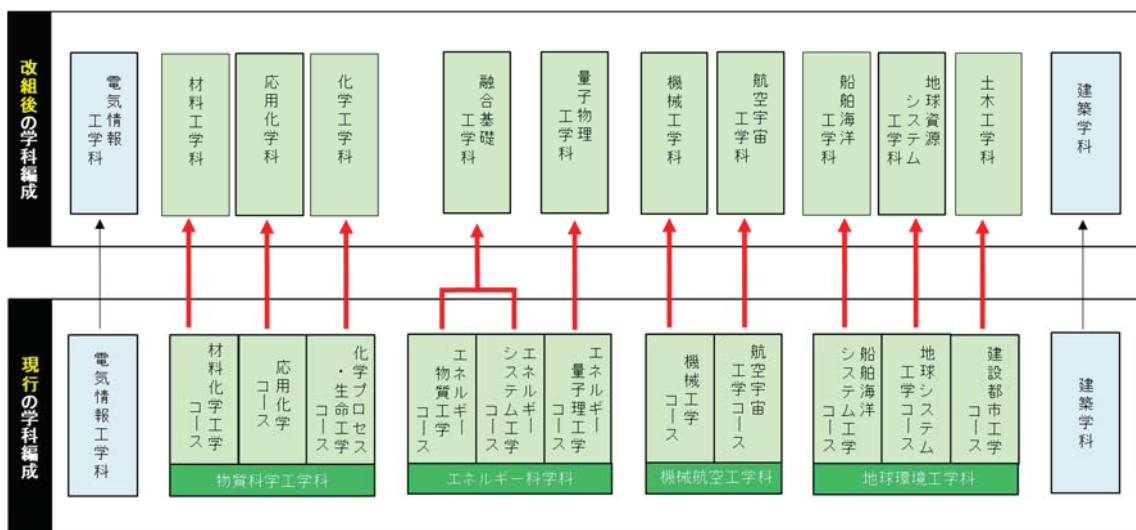 改組後の学科編成
電気情報
工学科
材料工学科
応用化学科
化学工学科
融合基礎
工学科
量子物理
工学科
機械工学科
航空宇宙
工学科
船舶海洋
工学科
地球資源
システム
工学科
土木工学科
建築学科
現行の学科編成
電気情報工学科
材料化学工学
コース
応用化学
コース
化学プロセス
・生命工学
コース
物質科学工学科
エネルギー
物質工学
コース
エネルギー
システム工学
コース
エネルギー
量子理工学
コース
エネルギー科学科
機械工学
コース
航空宇宙
工学コース
機械航空工学科
船舶海洋
システム工学
コース
地球システム
工学コース
建設都市工学
コース
地球環境工学科
建築学科